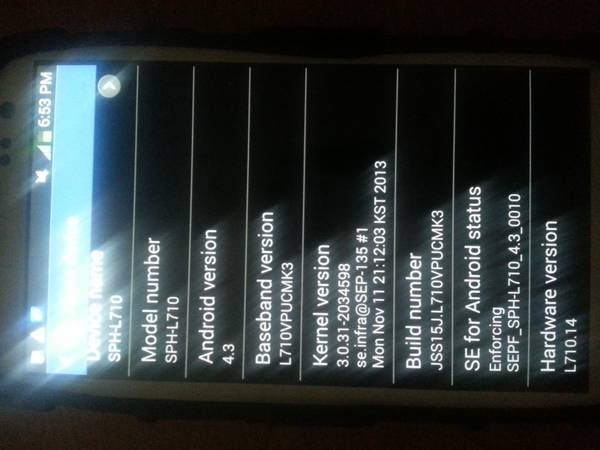 6:53 PM
Device name
SPH-L710
Model number
SPH-L710
Android version
4.3
Baseband version
L710VPUCMK3
Kernel version
3.0.31-2034598
se.infra@SEP-135 #1
Mon Nov 11 21:12:03 KST 2013
Build number
JSS15J.L710VPUCMK3
SE for Android status
Enforcing
SEPF_SPH-L710_4.3_0010
Hardware version
L710.14